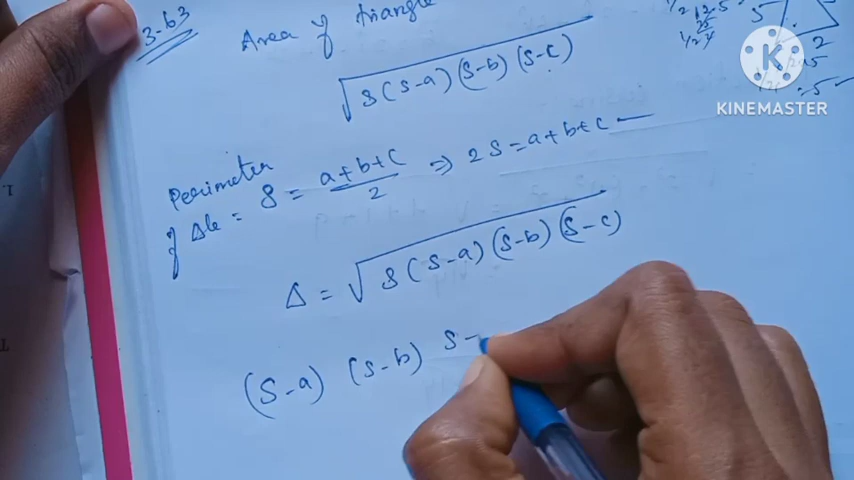 3-b3
Area of triangle
√S(S-a)(S-b)(S-c)
Perimeter
of Δle = S = a+b+c/2 ⇒ 2S = a+b+c
Δ = √S(S-a)(S-b)(S-c)
(S-a) (S-b) S-
K
KINEMASTER